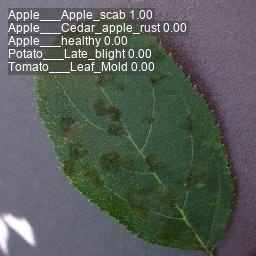 Apple___Apple_scab 1.00
Apple___Cedar_apple_rust 0.00
Apple___healthy 0.00
Potato___Late_blight 0.00
Tomato___Leaf_Mold 0.00